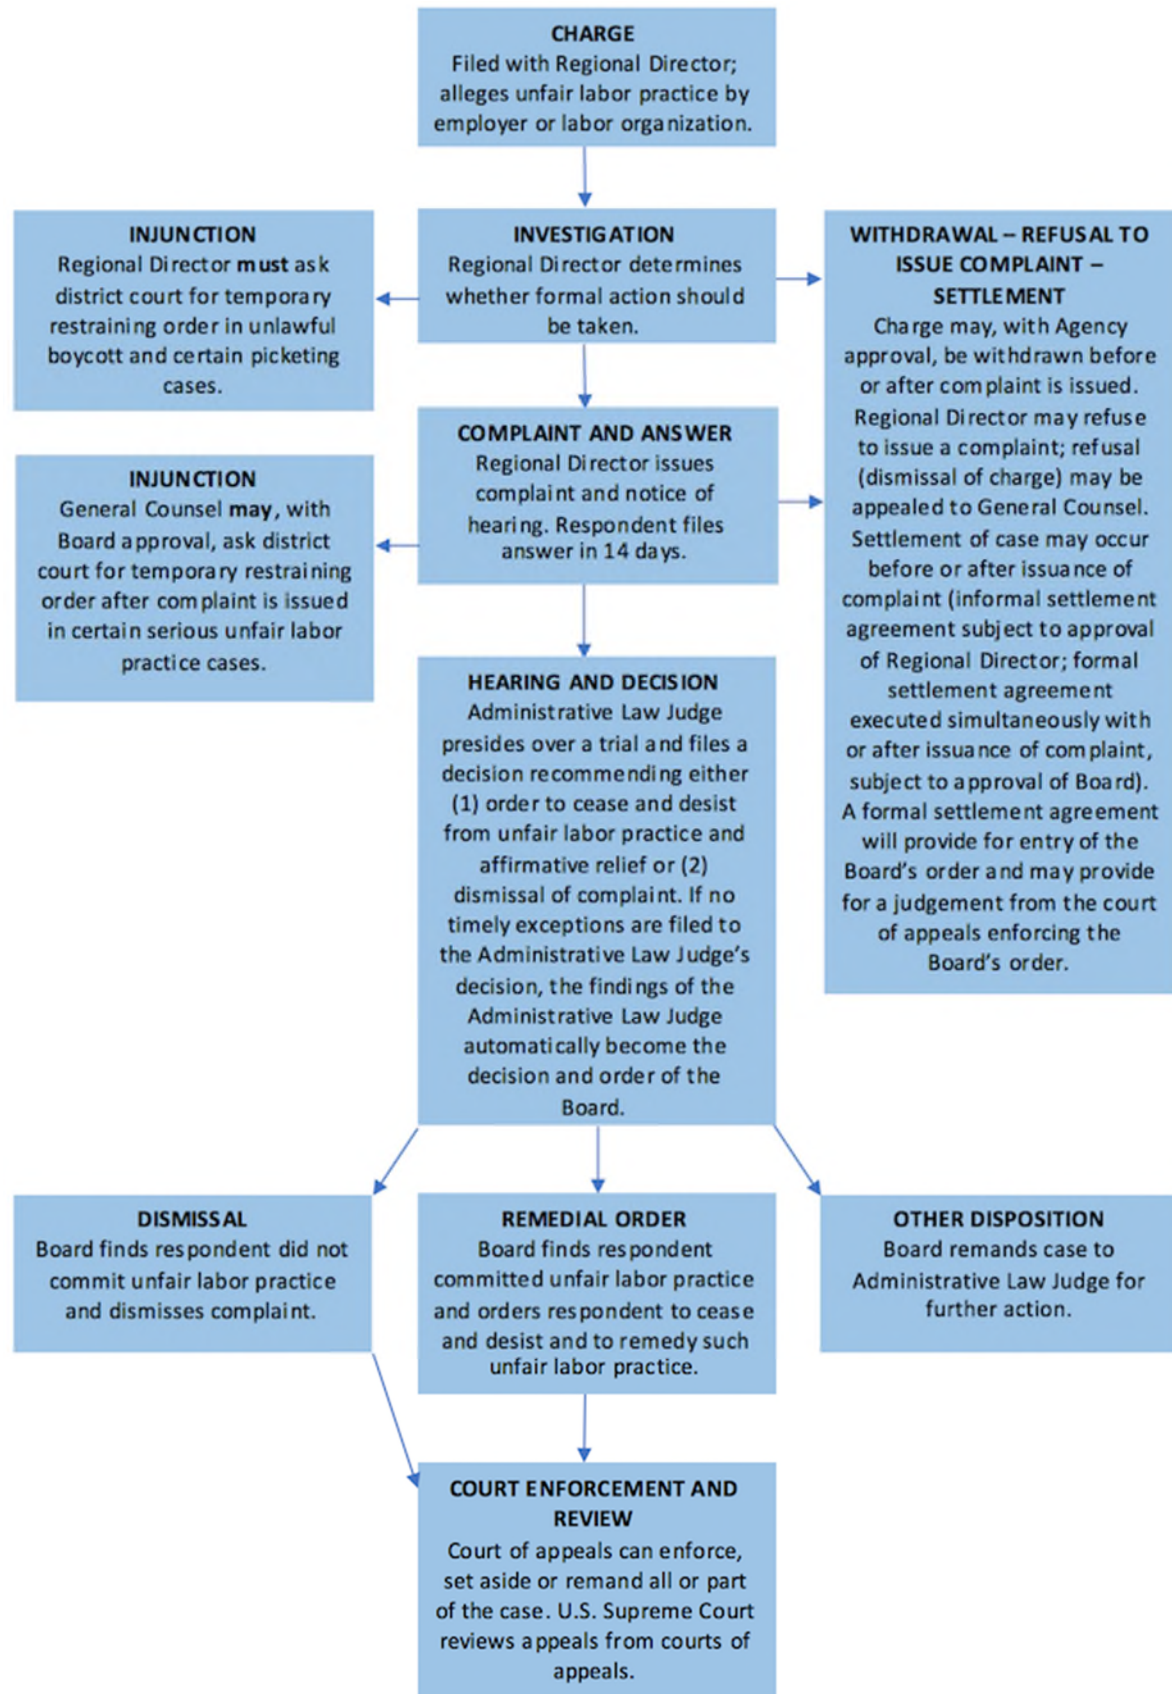 CHARGE
Filed with Regional Director;
alleges unfair labor practice by
employer or labor organization.
INJUNCTION
Regional Director must ask
district court for temporary
restraining order in unlawful
boycott and certain picketing
cases.
INVESTIGATION
Regional Director determines
whether formal action should
be taken.
WITHDRAWAL – REFUSAL TO
ISSUE COMPLAINT –
SETTLEMENT
Charge may, with Agency
approval, be withdrawn before
or after complaint is issued.
Regional Director may refuse
to issue a complaint; refusal
(dismissal of charge) may be
appealed to General Counsel.
Settlement of case may occur
before or after issuance of
complaint (informal settlement
agreement subject to approval
of Regional Director; formal
settlement agreement
executed simultaneously with
or after issuance of complaint,
subject to approval of Board).
A formal settlement agreement
will provide for entry of the
Board's order and may provide
for a judgement from the court
of appeals enforcing the
Board's order.
INJUNCTION
General Counsel may, with
Board approval, ask district
court for temporary restraining
order after complaint is issued
in certain serious unfair labor
practice cases.
COMPLAINT AND ANSWER
Regional Director issues
complaint and notice of
hearing. Respondent files
answer in 14 days.
HEARING AND DECISION
Administrative Law Judge
presides over a trial and files a
decision recommending either
(1) order to cease and desist
from unfair labor practice and
affirmative relief or (2)
dismissal of complaint. If no
timely exceptions are filed to
the Administrative Law Judge's
decision, the findings of the
Administrative Law Judge
automatically become the
decision and order of the
Board.
DISMISSAL
Board finds respondent did not
commit unfair labor practice
and dismisses complaint.
REMEDIAL ORDER
Board finds respondent
committed unfair labor practice
and orders respondent to cease
and desist and to remedy such
unfair labor practice.
OTHER DISPOSITION
Board remands case to
Administrative Law Judge for
further action.
COURT ENFORCEMENT AND
REVIEW
Court of appeals can enforce,
set aside or remand all or part
of the case. U.S. Supreme Court
reviews appeals from courts of
appeals.